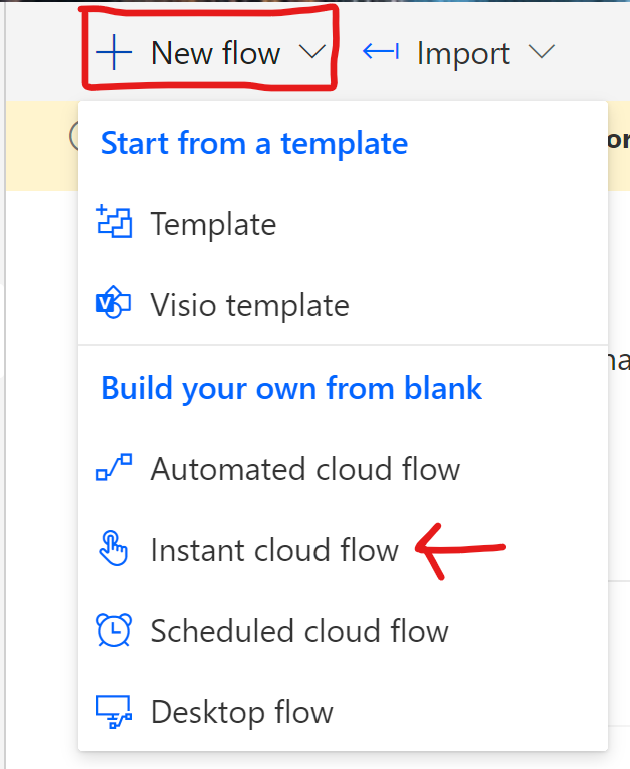 New flow
Import
Start from a template
Template
Visio template
Build your own from blank
Automated cloud flow
Instant cloud flow
Scheduled cloud flow
Desktop flow